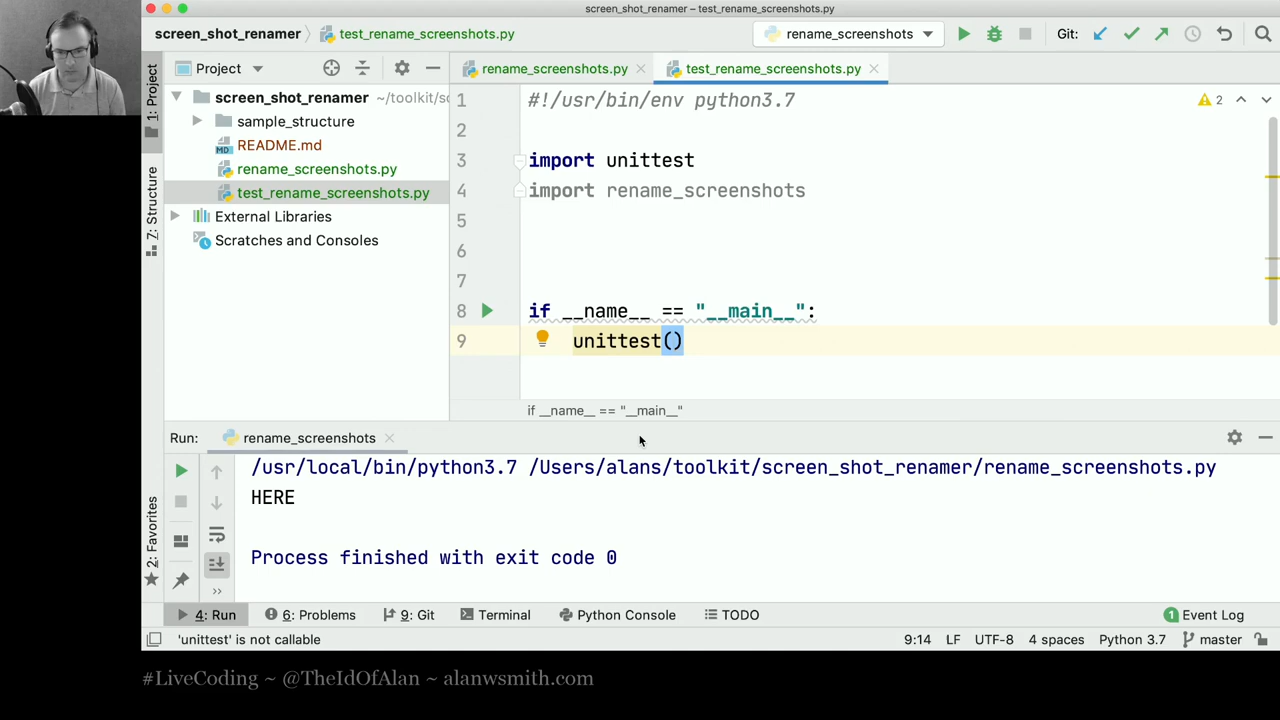 screen_shot_renamer – test_rename_screenshots.py
screen_shot_renamer test_rename_screenshots.py
rename_screenshots
Git:
1: Project
Z: Structure
2: Favorites
Project
rename_screenshots.py
test_rename_screenshots.py
screen_shot_renamer ~/toolkit/sc
sample_structure
README.md
rename_screenshots.py
test_rename_screenshots.py
External Libraries
Scratches and Consoles
2
1 #!/usr/bin/env python3.7
2
3 import unittest
4 import rename_screenshots
5
6
7
8 if __name__ == "__main__":
9 unittest()
if __name__ == "__main__"
Run: rename_screenshots
/usr/local/bin/python3.7 /Users/alans/toolkit/screen_shot_renamer/rename_screenshots.py
HERE
Process finished with exit code 0
4: Run 6: Problems 9: Git Terminal Python Console TODO 1 Event Log
'unittest' is not callable 9:14 LF UTF-8 4 spaces Python 3.7 master
#LiveCoding ~ @TheIdOfAlan ~ alanwsmith.com